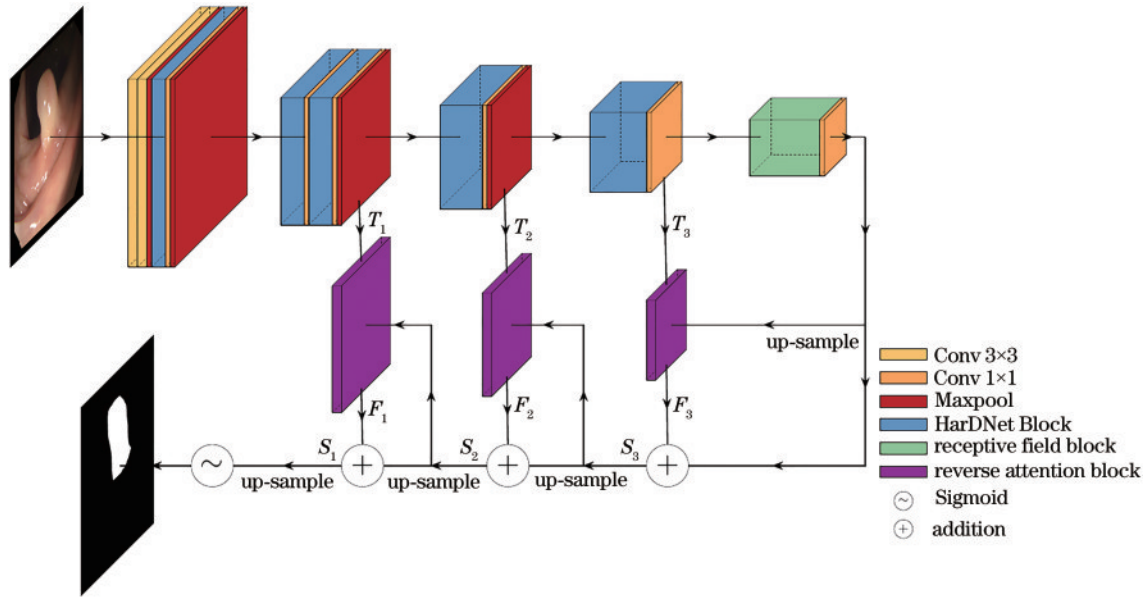 T₁
T₂
T₃
up-sample
F₁
F₂
F₃
S₁
S₂
S₃
~
+
+
+
up-sample
up-sample
up-sample
Conv 3×3
Conv 1×1
Maxpool
HarDNet Block
receptive field block
reverse attention block
~ Sigmoid
+ addition